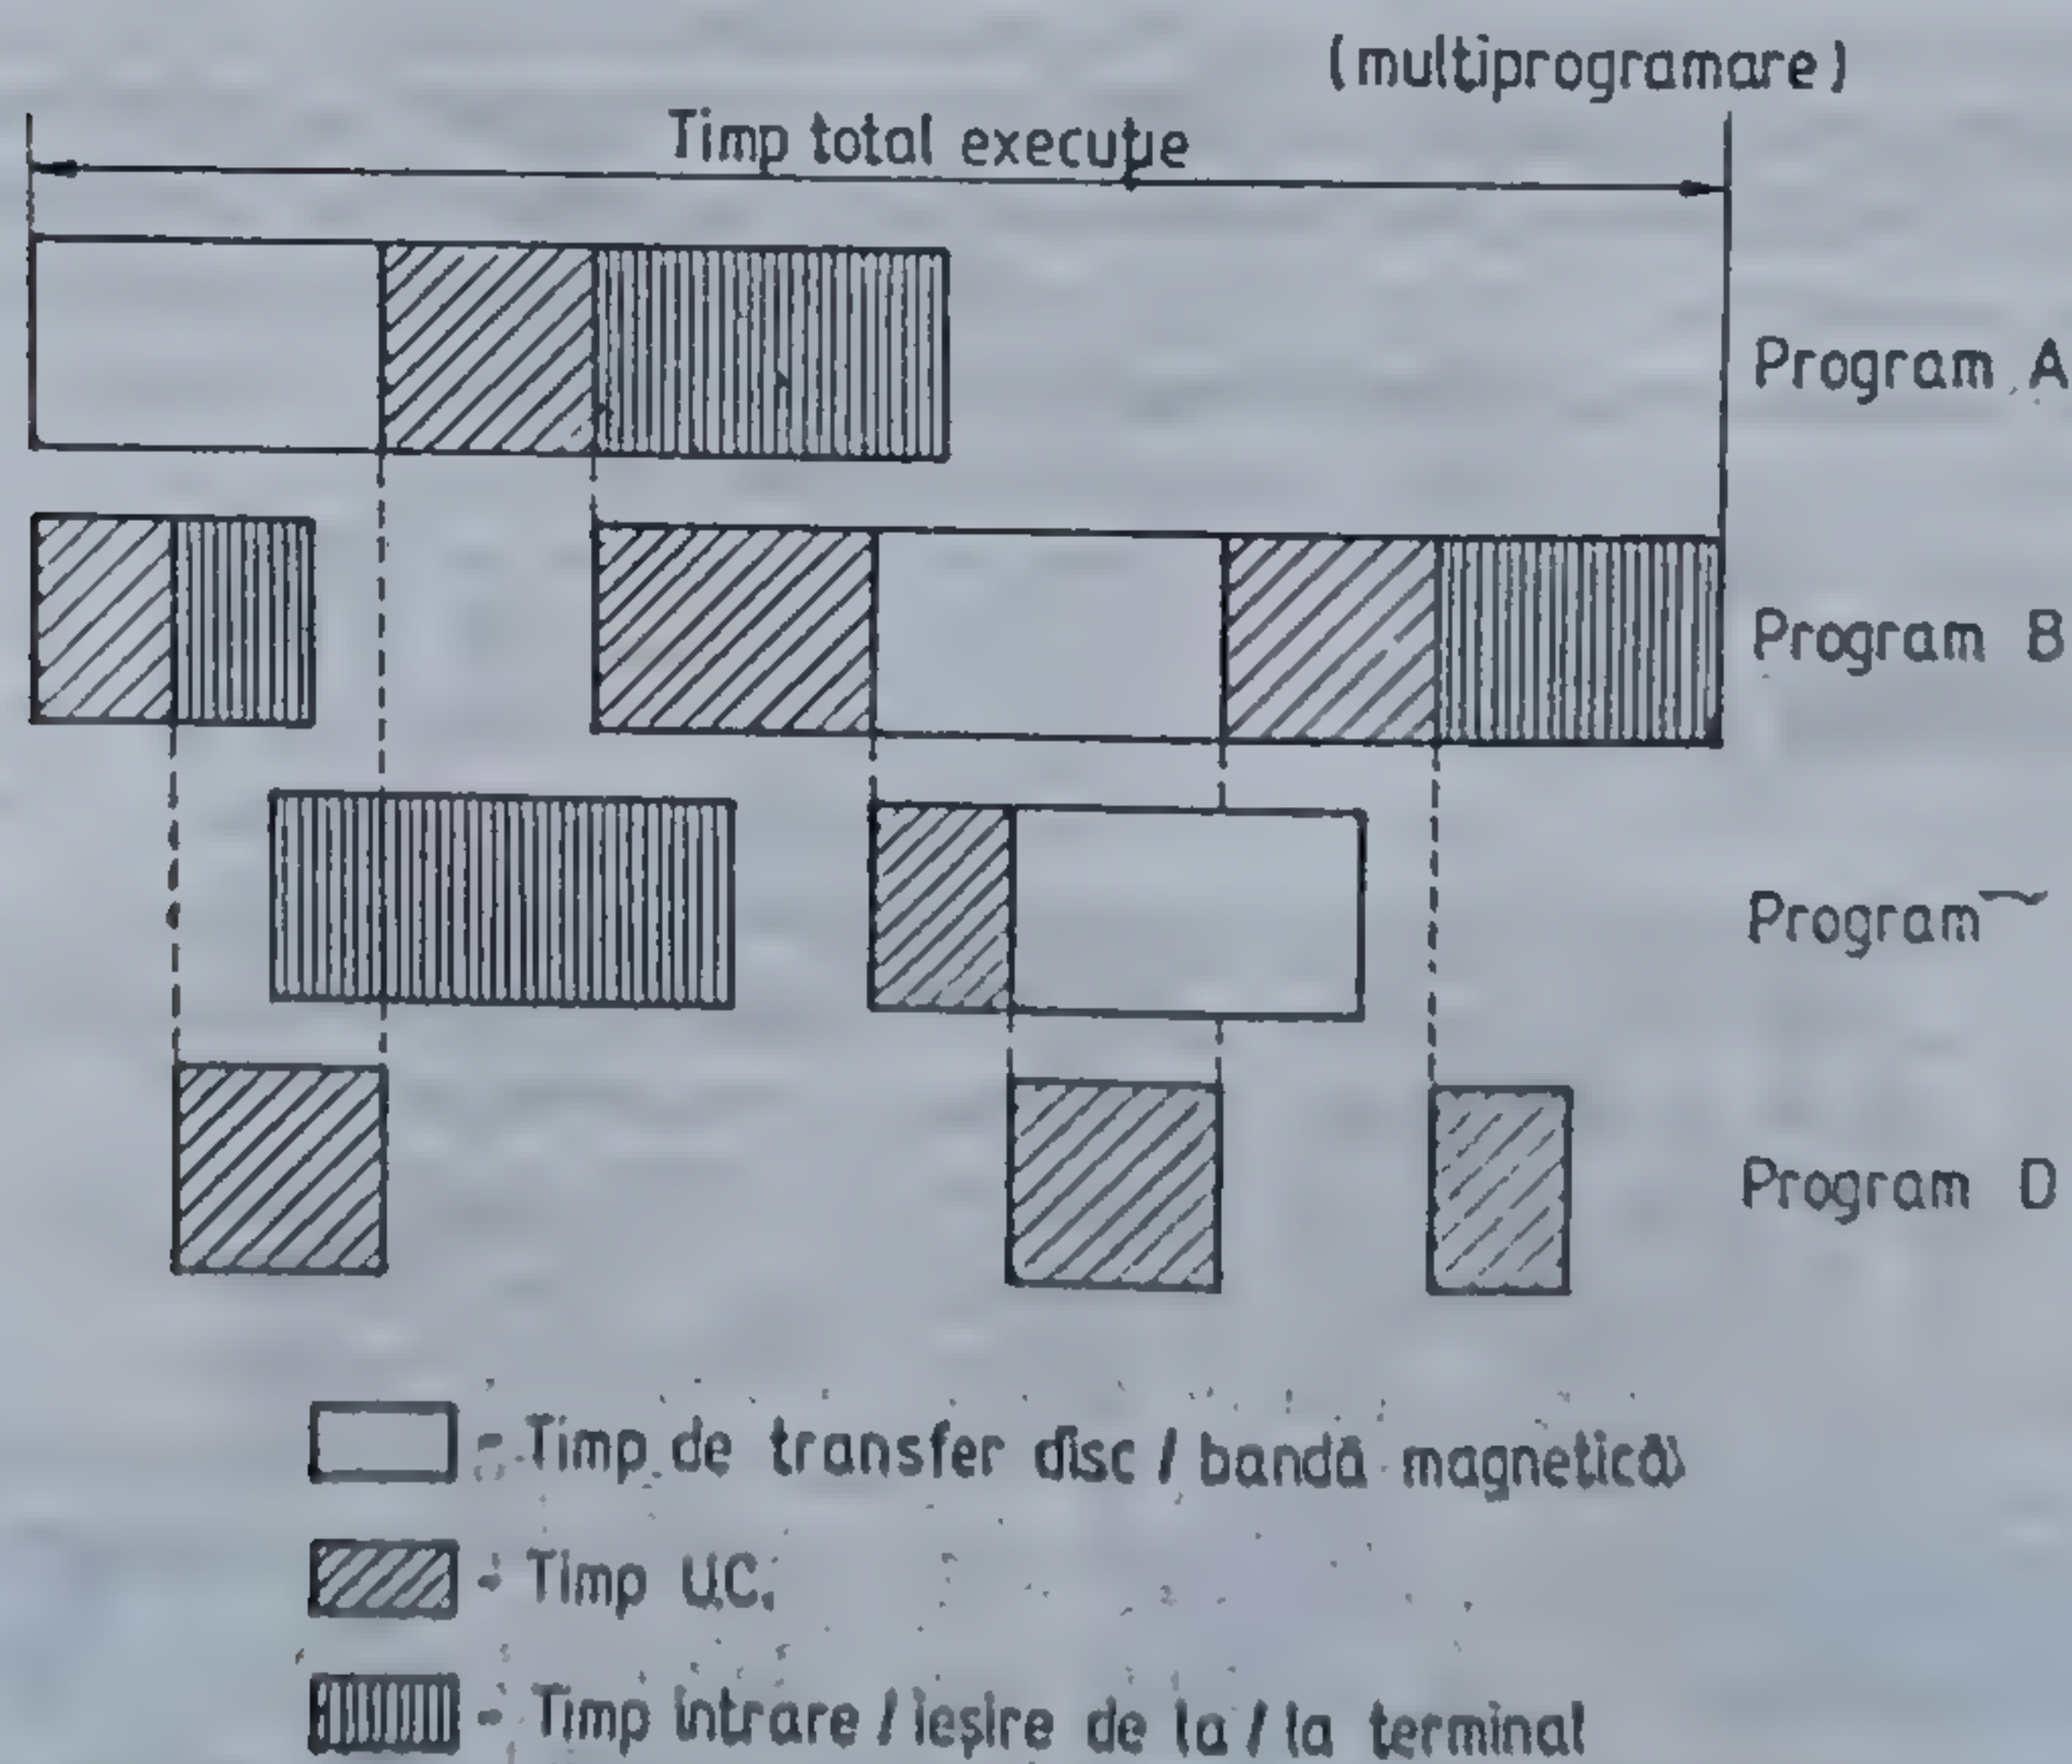 (multiprogramare)
Timp total execuție
Program A
Program B
Program
Program D
- Timp de transfer disc / bandă magnetică
- Timp U.C.
- Timp intrare / ieșire de la / la terminal